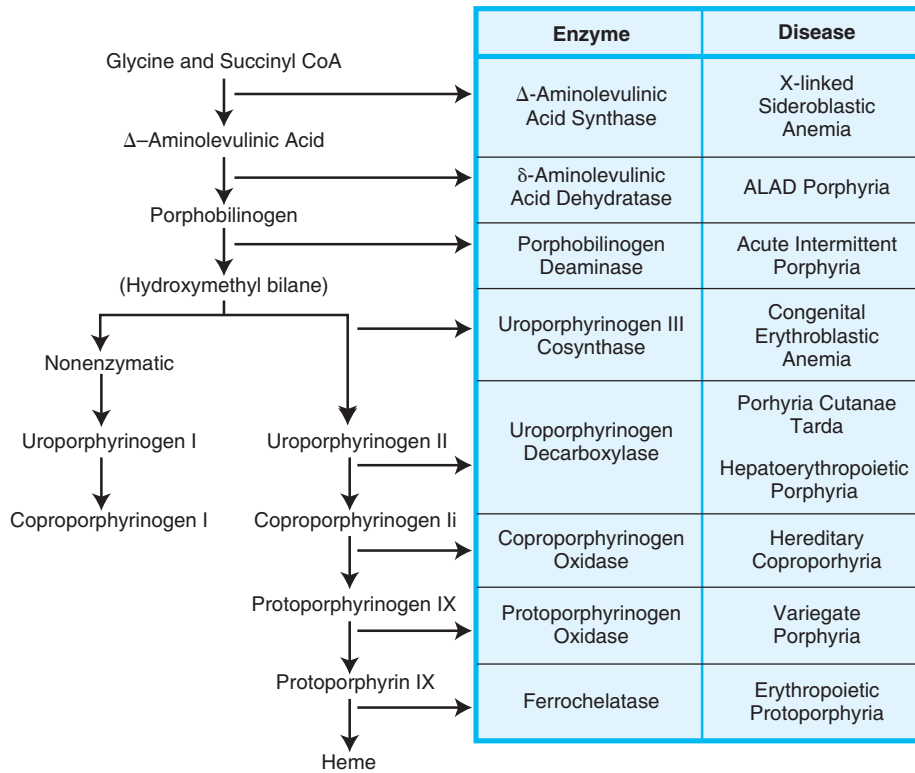 Glycine and Succinyl CoA
Δ–Aminolevulinic Acid
Porphobilinogen
(Hydroxymethyl bilane)
Nonenzymatic
Uroporphyrinogen I
Coproporphyrinogen I
Uroporphyrinogen II
Coproporphyrinogen Ii
Protoporphyrinogen IX
Protoporphyrin IX
Heme
Enzyme
Disease
Δ-Aminolevulinic
Acid Synthase
X-linked
Sideroblastic
Anemia
δ-Aminolevulinic
Acid Dehydratase
ALAD Porphyria
Porphobilinogen
Deaminase
Acute Intermittent
Porphyria
Uroporphyrinogen III
Cosynthase
Congenital
Erythroblastic
Anemia
Uroporphyrinogen
Decarboxylase
Porhyria Cutanae
Tarda
Hepatoerythropoietic
Porphyria
Coproporphyrinogen
Oxidase
Hereditary
Coproporhyria
Protoporphyrinogen
Oxidase
Variegate
Porphyria
Ferrochelatase
Erythropoietic
Protoporphyria